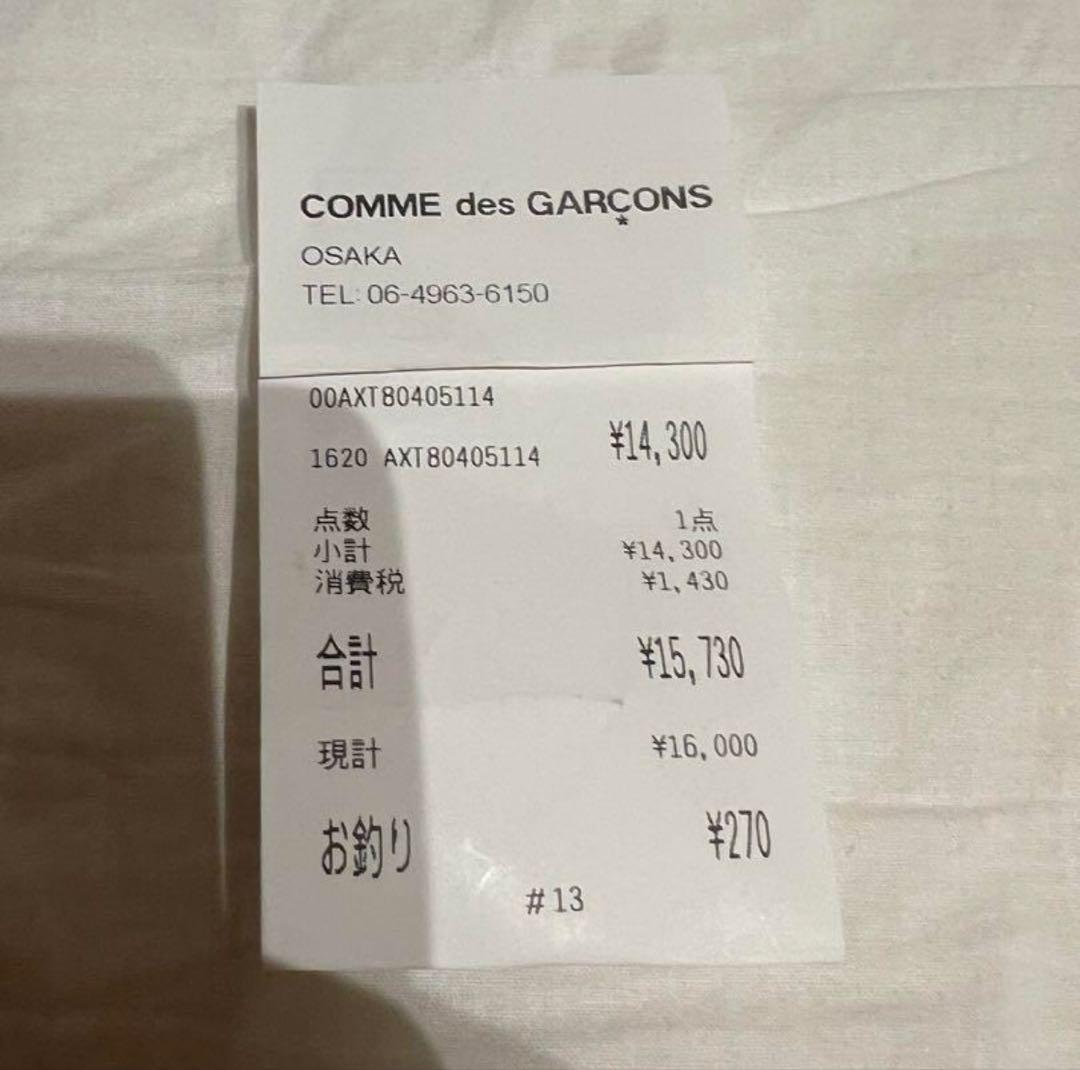 COMME des GARÇONS
*
OSAKA
TEL: 06-4963-6150
00AXT80405114
1620 AXT80405114 ¥14,300
点数 1点
小計 ¥14,300
消費税 ¥1,430
合計 ¥15,730
現計 ¥16,000
お釣り ¥270
#13